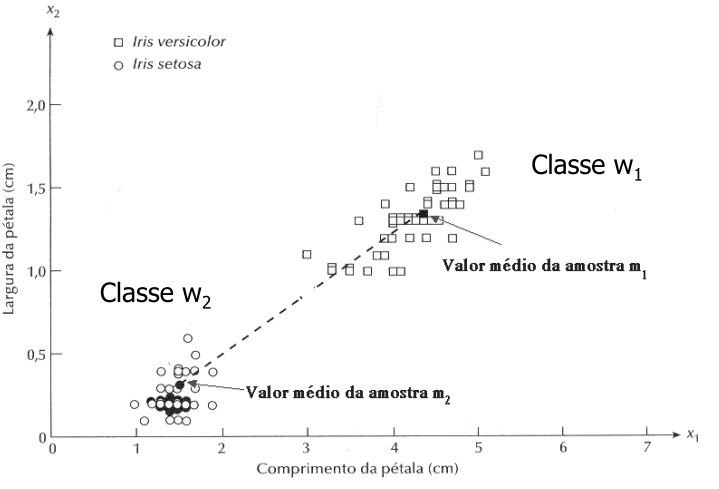 x2
Iris versicolor
Iris setosa
2,0
Classe w1
1,5
Largura da pétala (cm)
Valor médio da amostra m1
1,0
Classe w2
0,5
Valor médio da amostra m2
0
0 1 2 3 4 5 6 7
x1
Comprimento da pétala (cm)